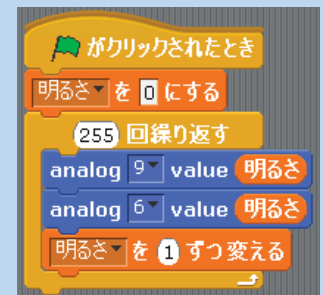 がクリックされたとき
明るさ を 0 にする
255 回繰り返す
analog 9 value 明るさ
analog 6 value 明るさ
明るさ を 1 ずつ変える